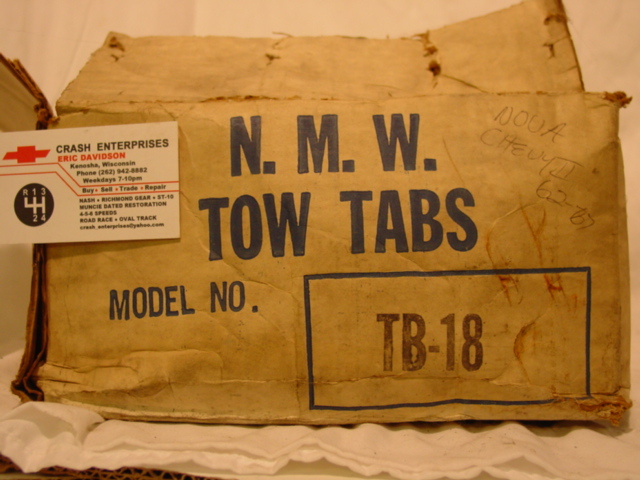 CRASH ENTERPRISES
ERIC DAVIDSON
Kenosha, Wisconsin
Phone (262) 942-8882
Weekdays 7-10pm
Buy • Sell • Trade • Repair
NASH • RICHMOND GEAR • ST-10
MUNCIE DATED RESTORATION
4-5-6 SPEEDS
ROAD RACE • OVAL TRACK
crash_enterprises@yahoo.com
R 1 3
2 4
N. M. W.
TOW TABS
MODEL NO.
TB-18
NOVA
CHEVY II
62-67